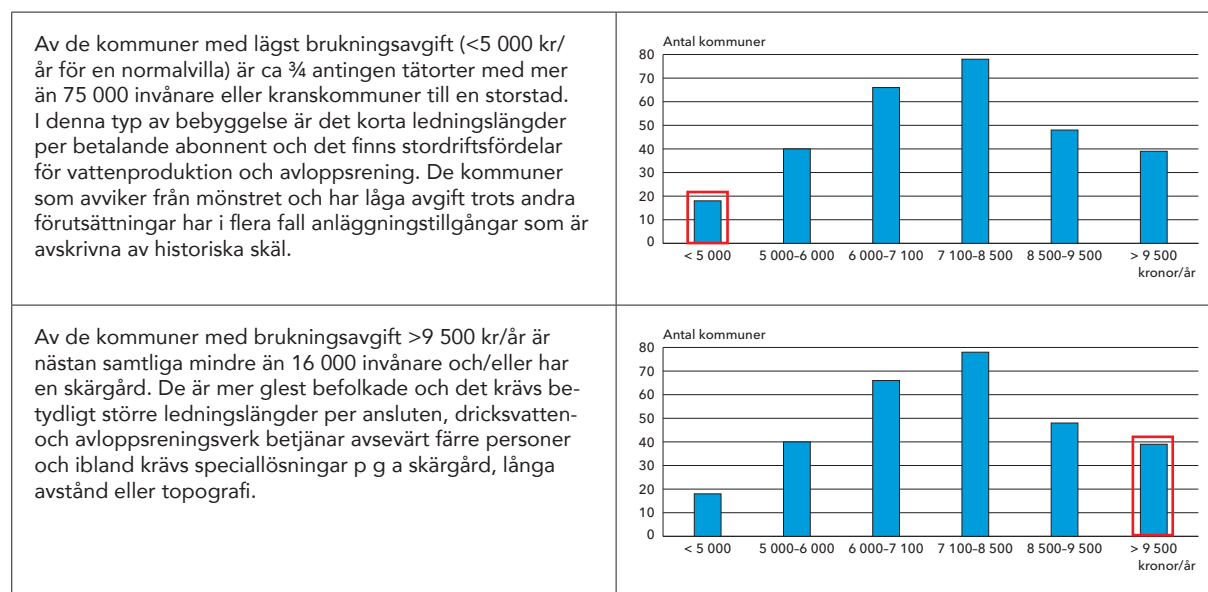 Av de kommuner med lägst brukningsavgift (<5 000 kr/
år för en normalvilla) är ca ¾ antingen tätorter med mer
än 75 000 invånare eller kranskommuner till en storstad.
I denna typ av bebyggelse är det korta ledningslängder
per betalande abonnent och det finns stordriftsfördelar
för vattenproduktion och avloppsrening. De kommuner
som avviker från mönstret och har låga avgift trots andra
förutsättningar har i flera fall anläggningstillgångar som är
avskrivna av historiska skäl.
Antal kommuner
80
70
60
50
40
30
20
10
0
< 5 000 5 000-6 000 6 000-7 100 7 100-8 500 8 500-9 500 > 9 500
kronor/år
Av de kommuner med brukningsavgift >9 500 kr/år är
nästan samtliga mindre än 16 000 invånare och/eller har
en skärgård. De är mer glest befolkade och det krävs be-
tydligt större ledningslängder per ansluten, dricksvatten-
och avloppsreningsverk betjänar avsevärt färre personer
och ibland krävs speciallösningar p g a skärgård, långa
avstånd eller topografi.
Antal kommuner
80
70
60
50
40
30
20
10
0
< 5 000 5 000-6 000 6 000-7 100 7 100-8 500 8 500-9 500 > 9 500
kronor/år